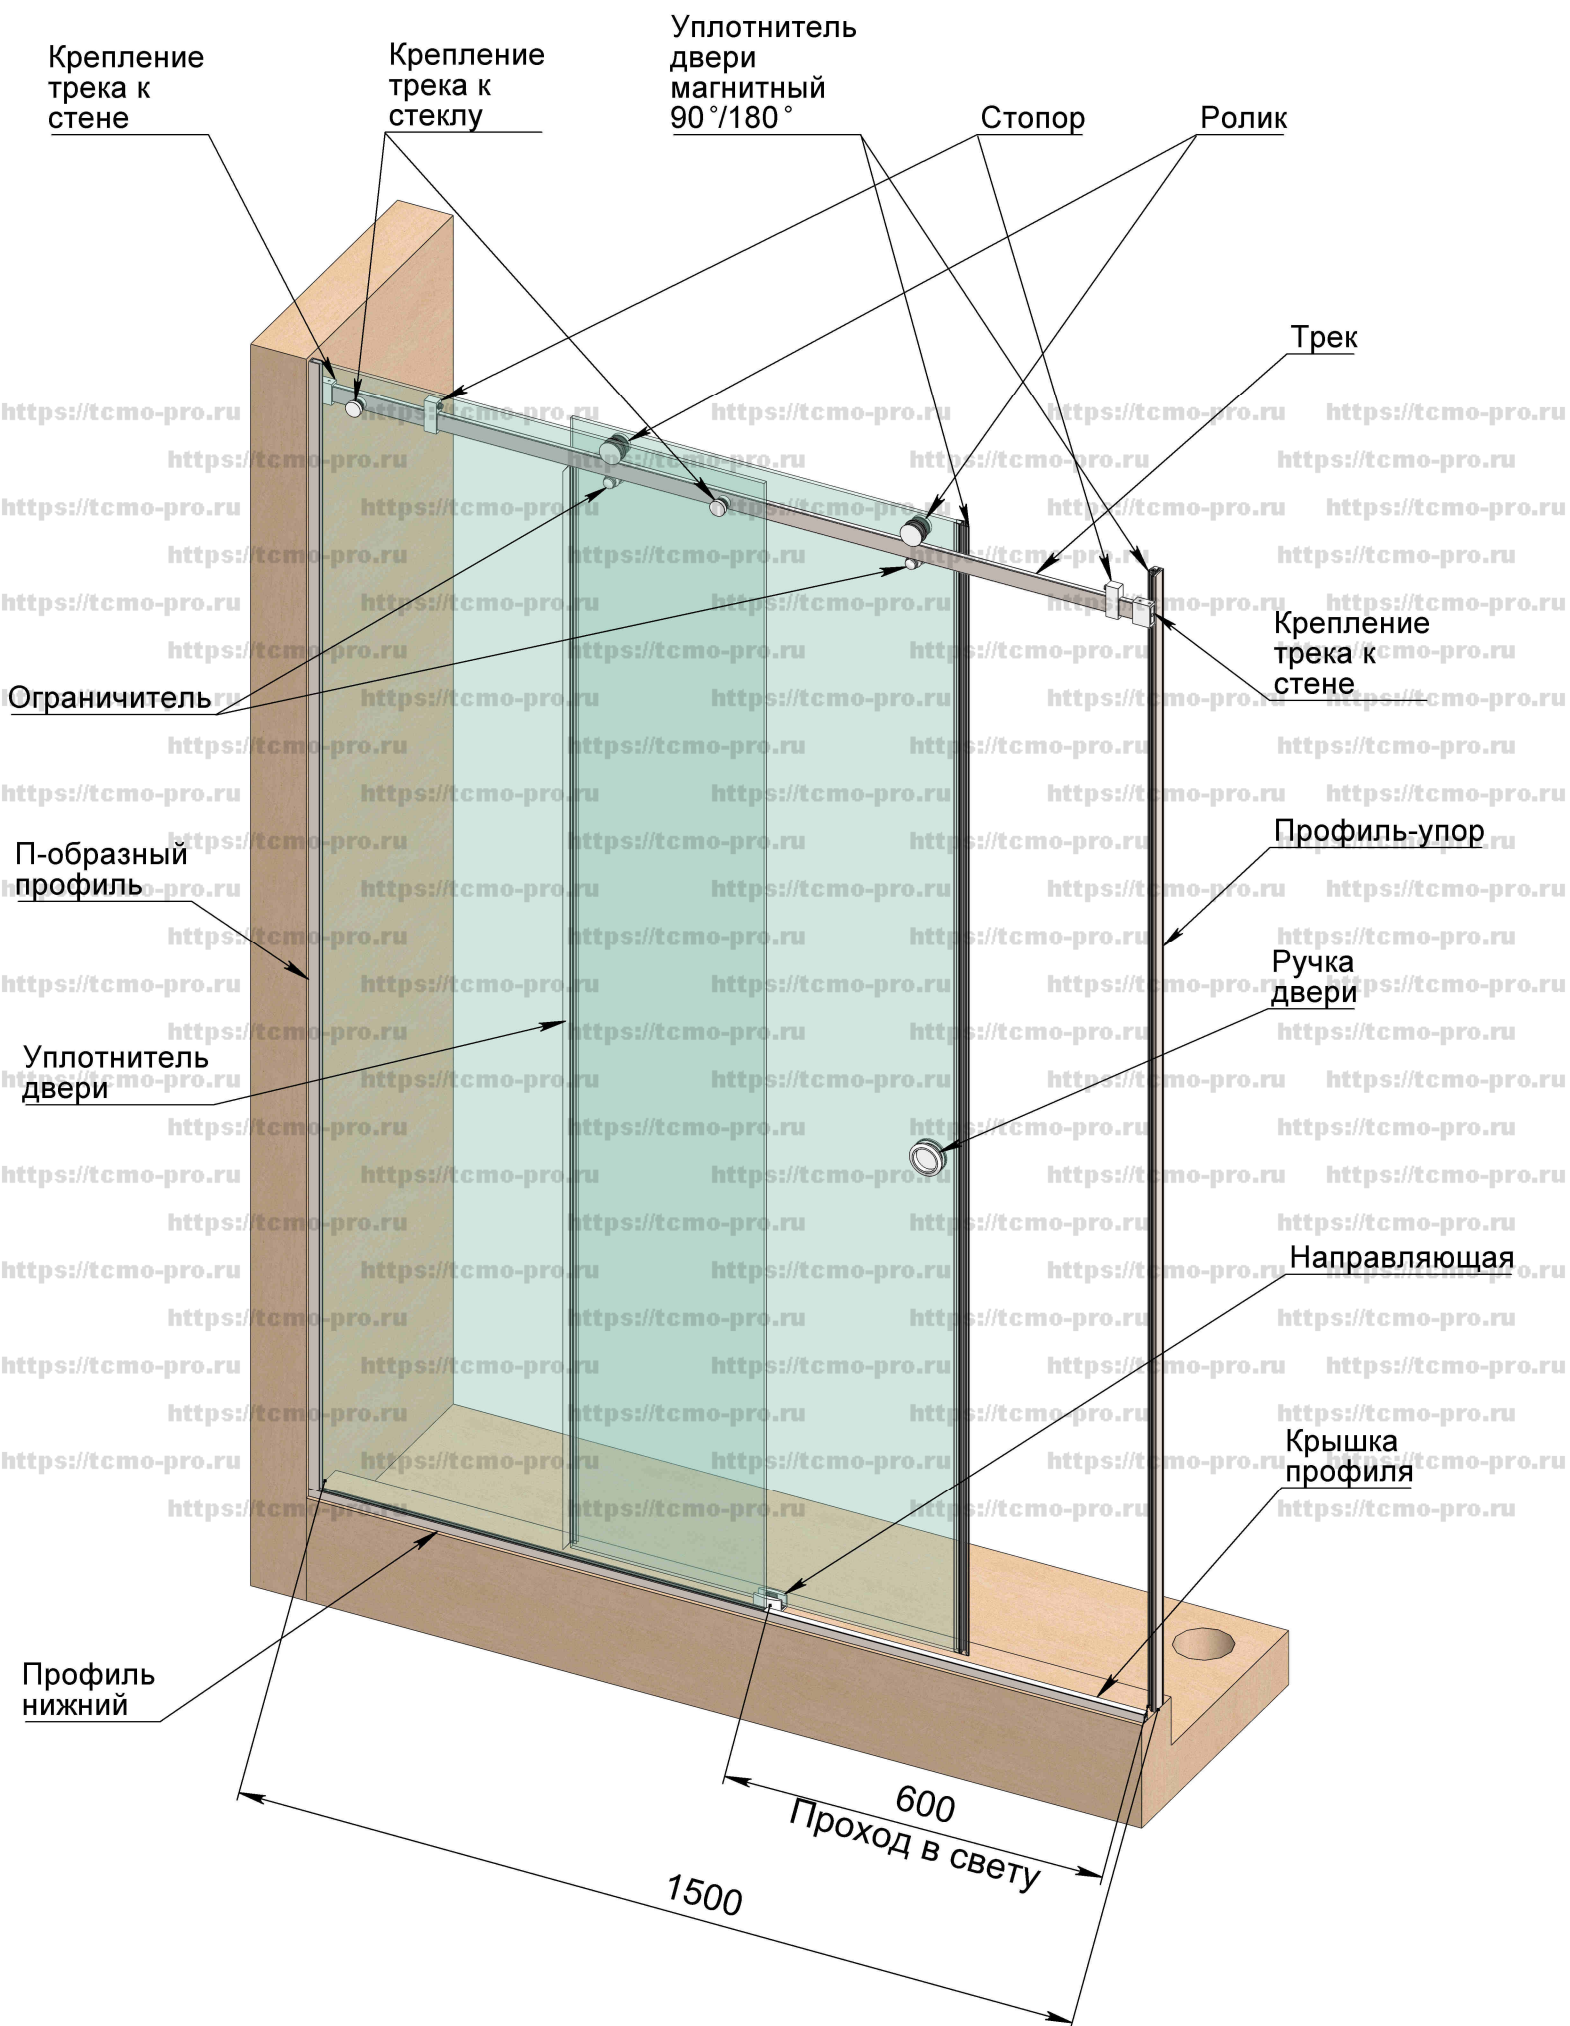 Крепление
трека к
стене
Крепление
трека к
стеклу
Уплотнитель
двери
магнитный
90°/180°
Стопор
Ролик
Трек
https://tcmo-pro.ru
Крепление
трека к
стене
Ограничитель
Профиль-упор
П-образный
профиль
Ручка
двери
Уплотнитель
двери
Направляющая
Крышка
профиля
Профиль
нижний
600
Проход в свету
1500